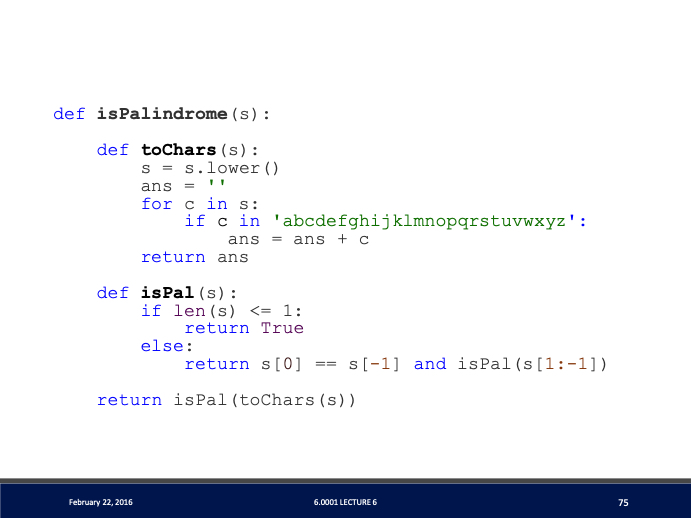 def isPalindrome(s):
    def toChars(s):
        s = s.lower()
        ans = ''
        for c in s:
            if c in 'abcdefghijklmnopqrstuvwxyz':
                ans = ans + c
        return ans
    def isPal(s):
        if len(s) <= 1:
            return True
        else:
            return s[0] == s[-1] and isPal(s[1:-1])
    return isPal(toChars(s))
February 22, 2016
6.0001 LECTURE 6
75